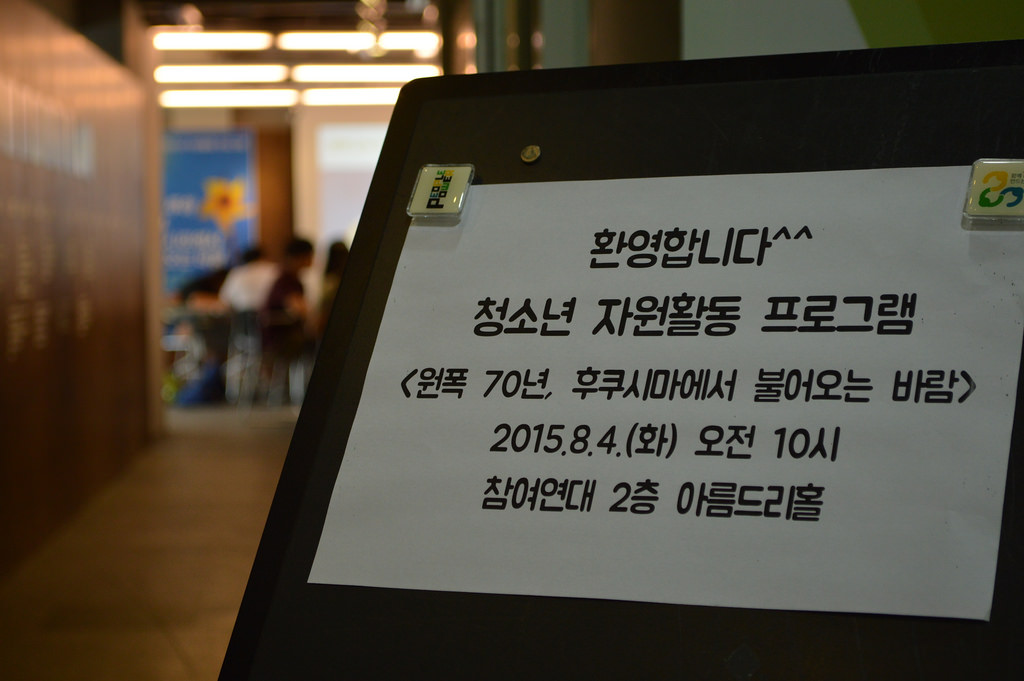 환영합니다^^
청소년 자원활동 프로그램
<원폭 70년, 후쿠시마에서 불어오는 바람>
2015.8.4.(화) 오전 10시
참여연대 2층 아름드리홀